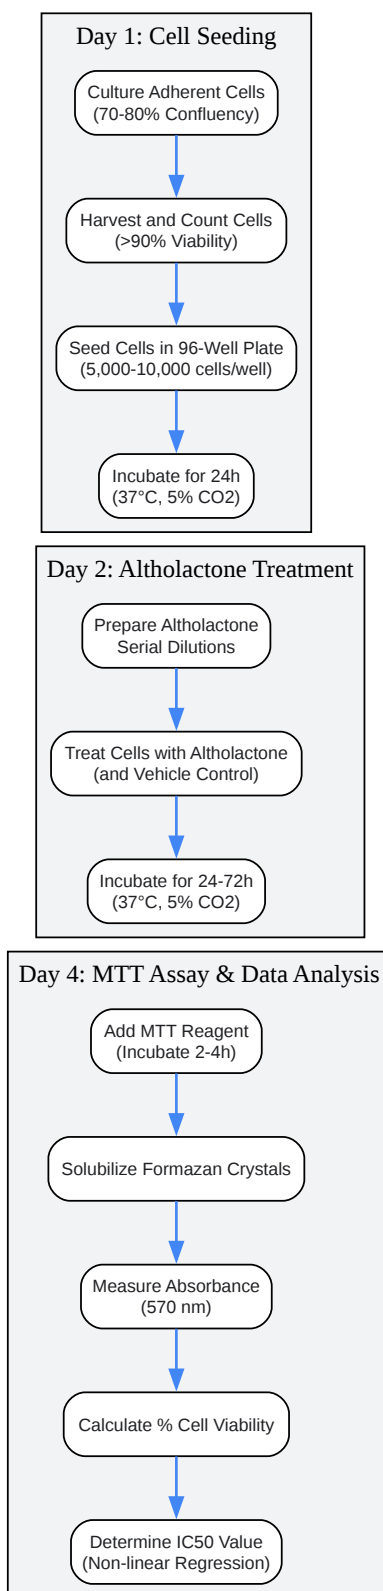 Day 1: Cell Seeding
Culture Adherent Cells
(70-80% Confluency)
Harvest and Count Cells
(>90% Viability)
Seed Cells in 96-Well Plate
(5,000-10,000 cells/well)
Incubate for 24h
(37°C, 5% CO2)
Day 2: Altholactone Treatment
Prepare Altholactone
Serial Dilutions
Treat Cells with Altholactone
(and Vehicle Control)
Incubate for 24-72h
(37°C, 5% CO2)
Day 4: MTT Assay & Data Analysis
Add MTT Reagent
(Incubate 2-4h)
Solubilize Formazan Crystals
Measure Absorbance
(570 nm)
Calculate % Cell Viability
Determine IC50 Value
(Non-linear Regression)